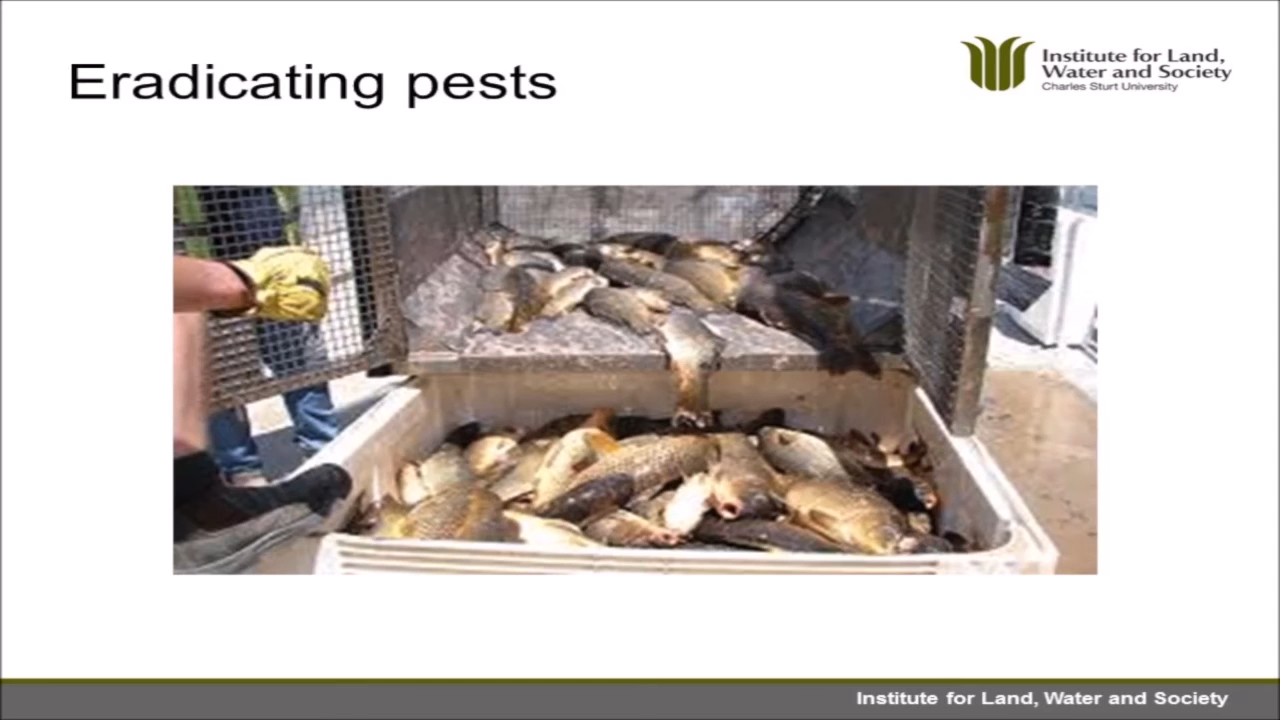 Eradicating pests
Institute for Land,
Water and Society
Charles Sturt University
Institute for Land, Water and Society